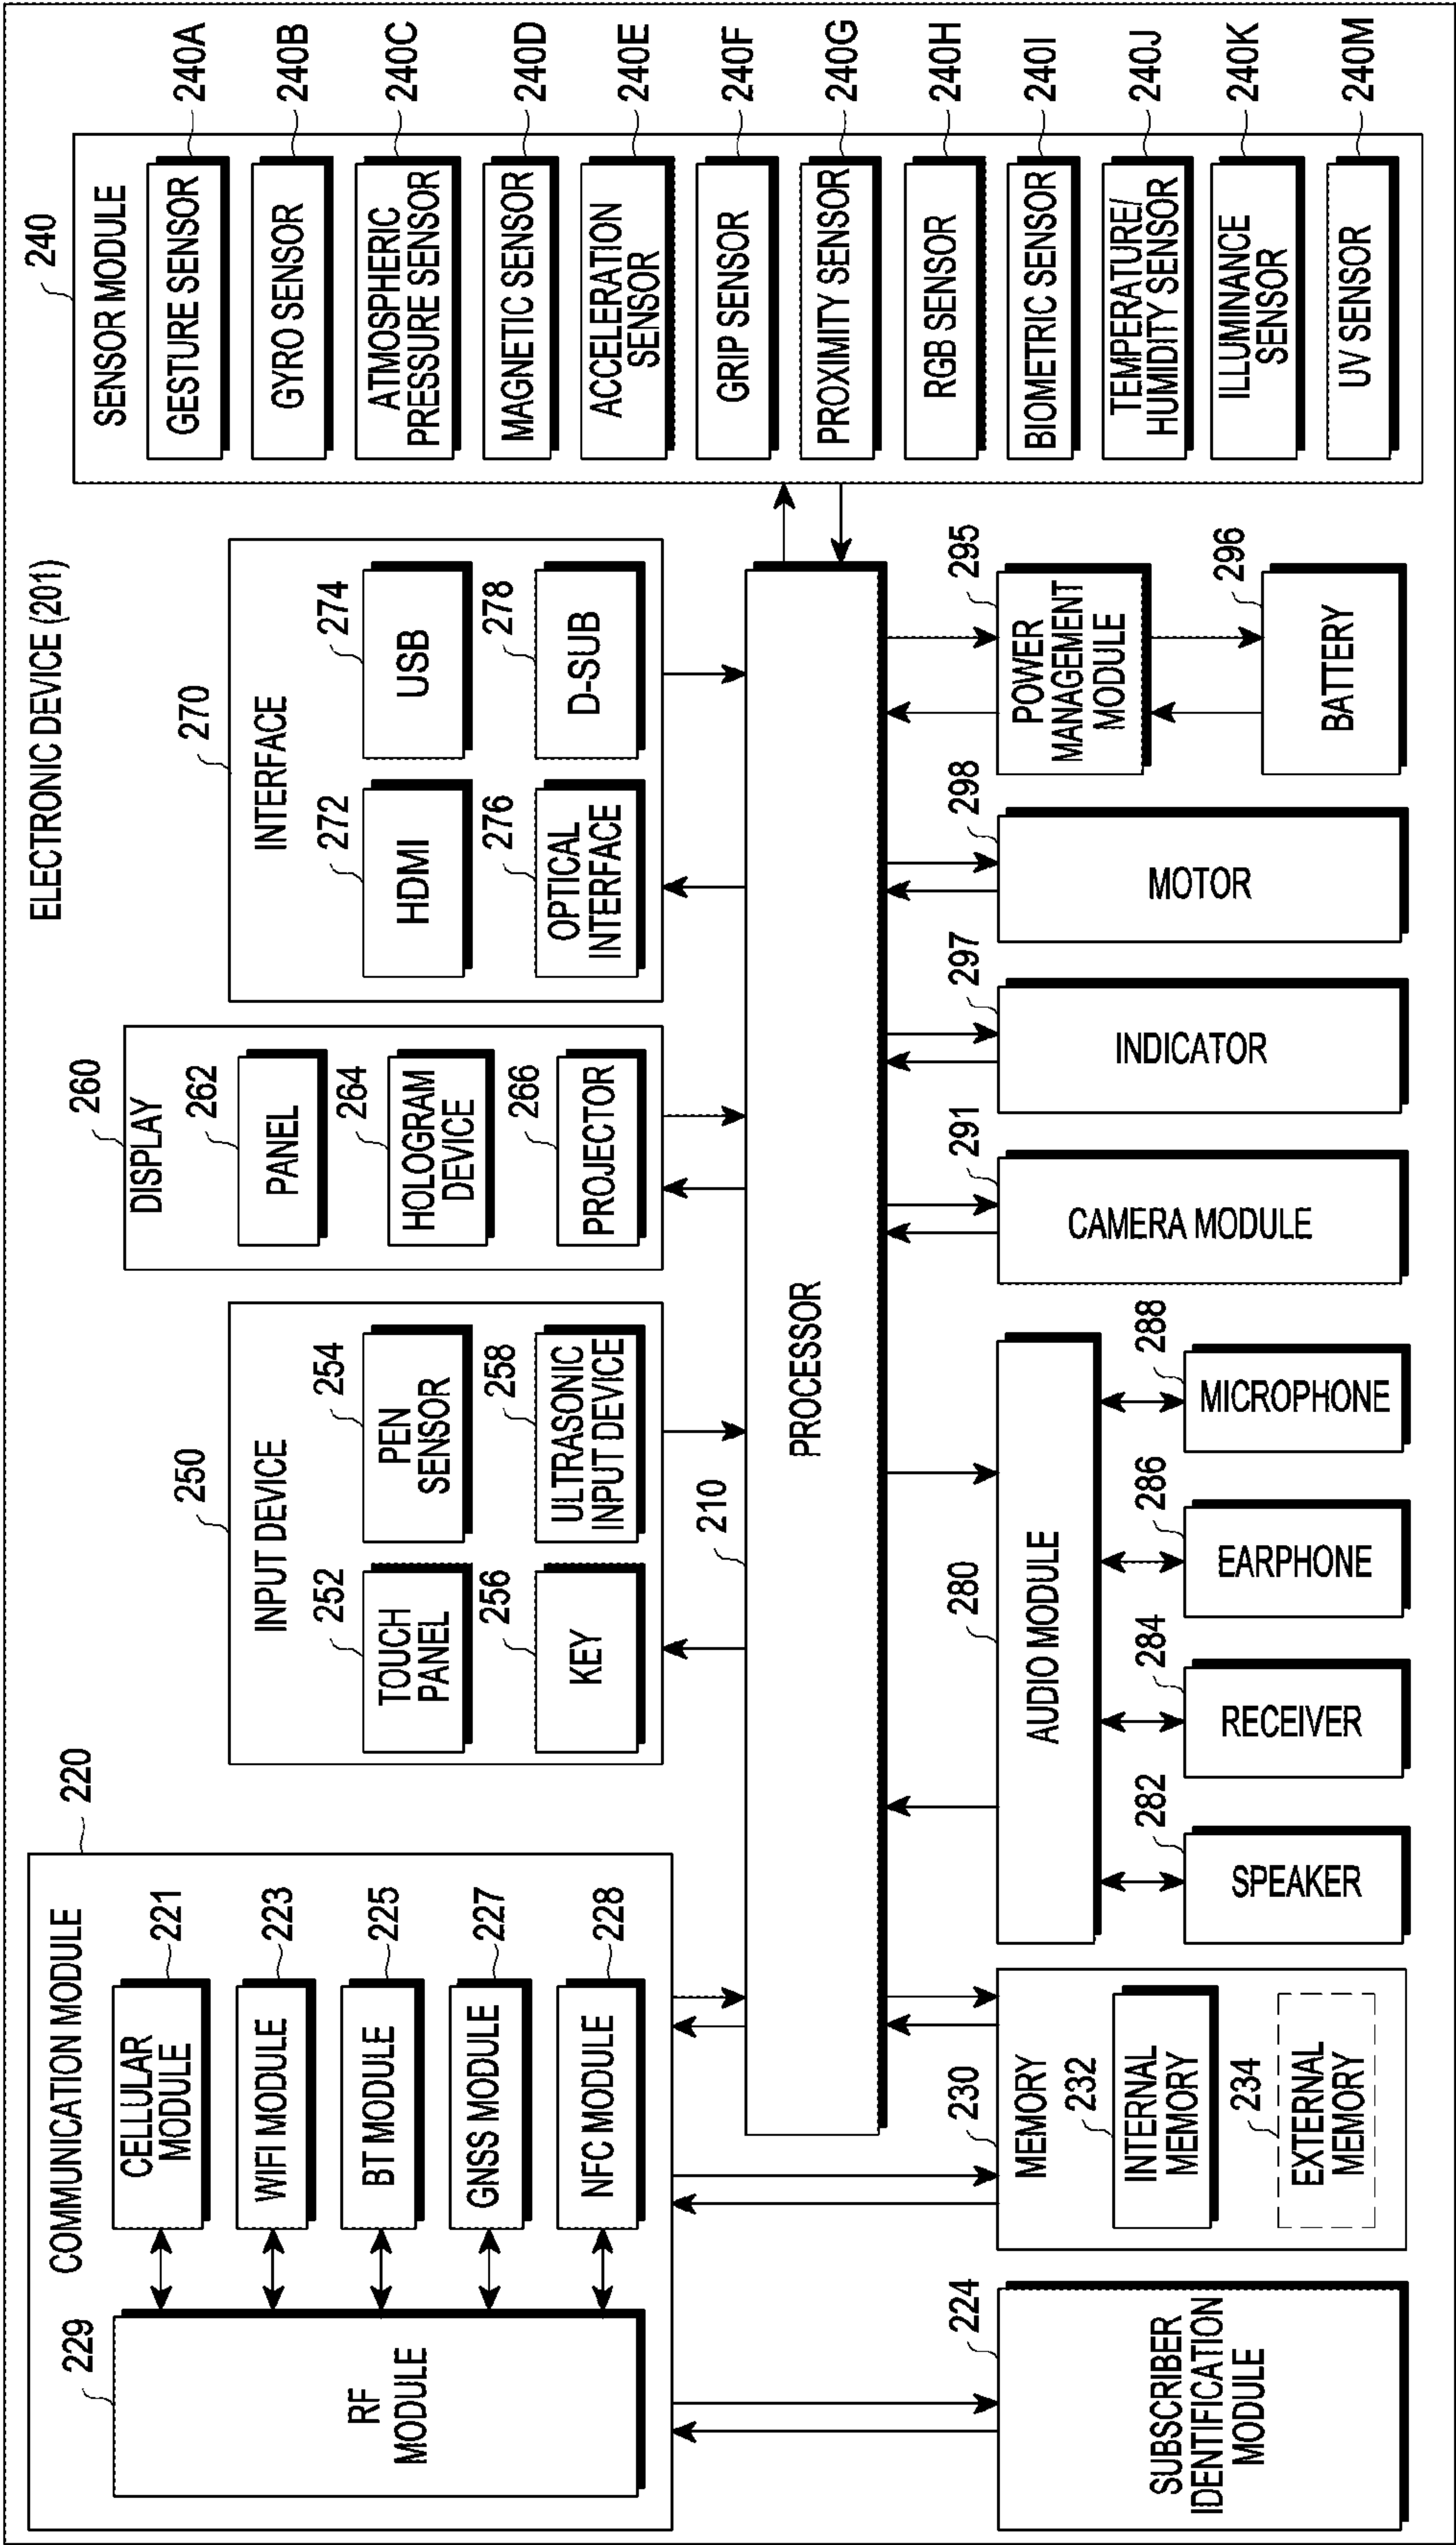 ELECTRONIC DEVICE (201)
220
COMMUNICATION MODULE
229
RF
MODULE
CELLULAR
MODULE
221
WIFI MODULE
223
BT MODULE
225
GNSS MODULE
227
NFC MODULE
228
250
INPUT DEVICE
252
TOUCH
PANEL
254
PEN
SENSOR
256
KEY
258
ULTRASONIC
INPUT DEVICE
260
DISPLAY
262
PANEL
264
HOLOGRAM
DEVICE
266
PROJECTOR
270
INTERFACE
272
HDMI
274
USB
276
OPTICAL
INTERFACE
278
D-SUB
240
SENSOR MODULE
GESTURE SENSOR
240A
GYRO SENSOR
240B
ATMOSPHERIC
PRESSURE SENSOR
240C
MAGNETIC SENSOR
240D
ACCELERATION
SENSOR
240E
GRIP SENSOR
240F
PROXIMITY SENSOR
240G
RGB SENSOR
240H
BIOMETRIC SENSOR
240I
TEMPERATURE/
HUMIDITY SENSOR
240J
ILLUMINANCE
SENSOR
240K
UV SENSOR
240M
210
PROCESSOR
224
SUBSCRIBER
IDENTIFICATION
MODULE
230
MEMORY
232
INTERNAL
MEMORY
234
EXTERNAL
MEMORY
280
AUDIO MODULE
282
SPEAKER
284
RECEIVER
286
EARPHONE
288
MICROPHONE
291
CAMERA MODULE
297
INDICATOR
298
MOTOR
295
POWER
MANAGEMENT
MODULE
296
BATTERY